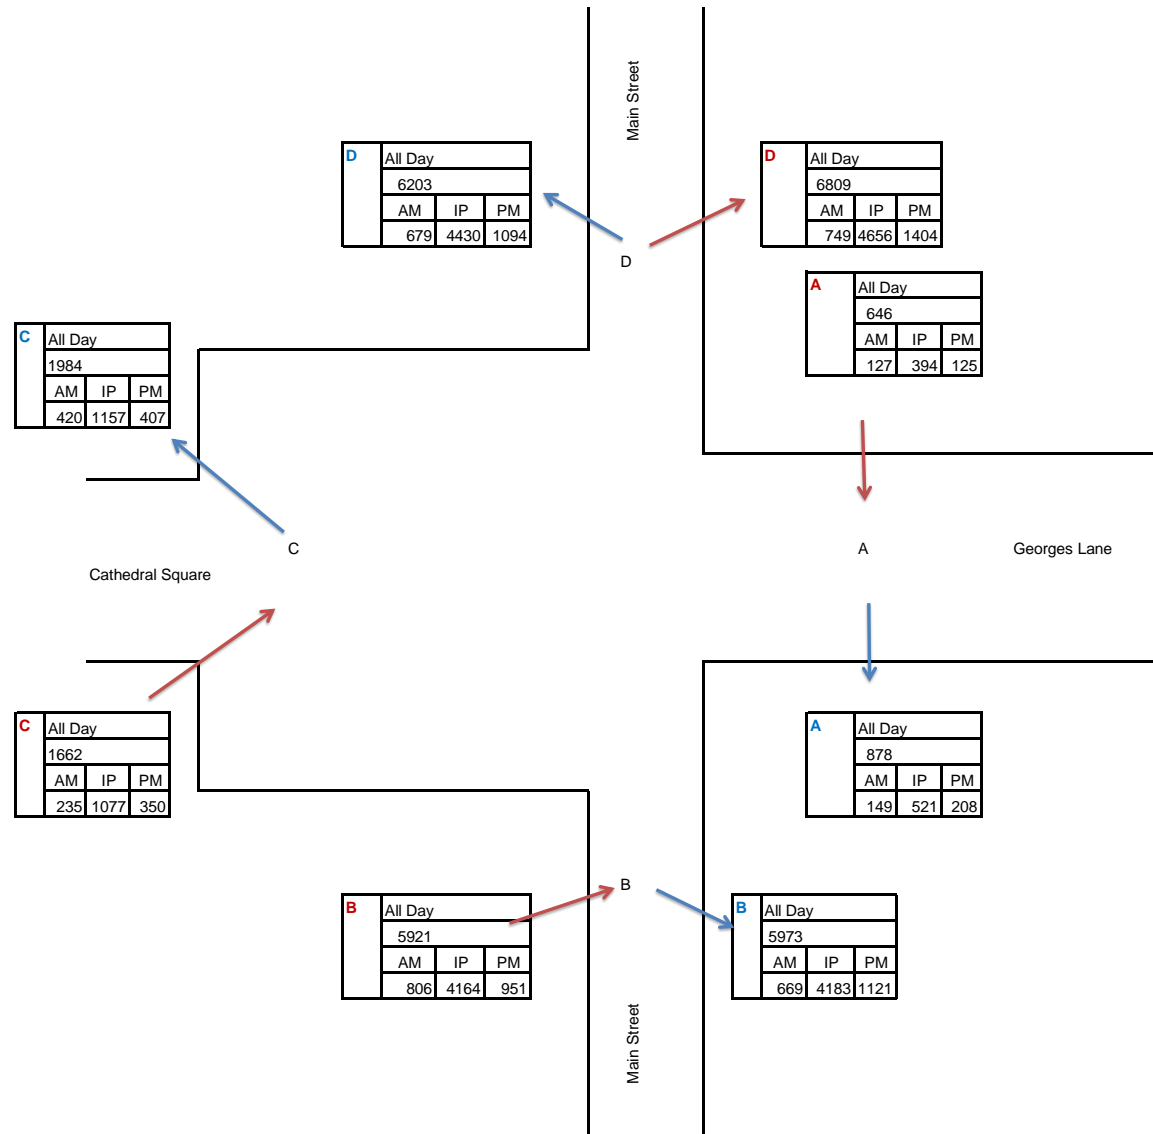 Main Street
D All Day
6203
AM IP PM
679 4430 1094
D All Day
6809
AM IP PM
749 4656 1404
D
A All Day
646
AM IP PM
127 394 125
C All Day
1984
AM IP PM
420 1157 407
C
A
Georges Lane
Cathedral Square
C All Day
1662
AM IP PM
235 1077 350
A All Day
878
AM IP PM
149 521 208
B
B All Day
5921
AM IP PM
806 4164 951
B All Day
5973
AM IP PM
669 4183 1121
Main Street